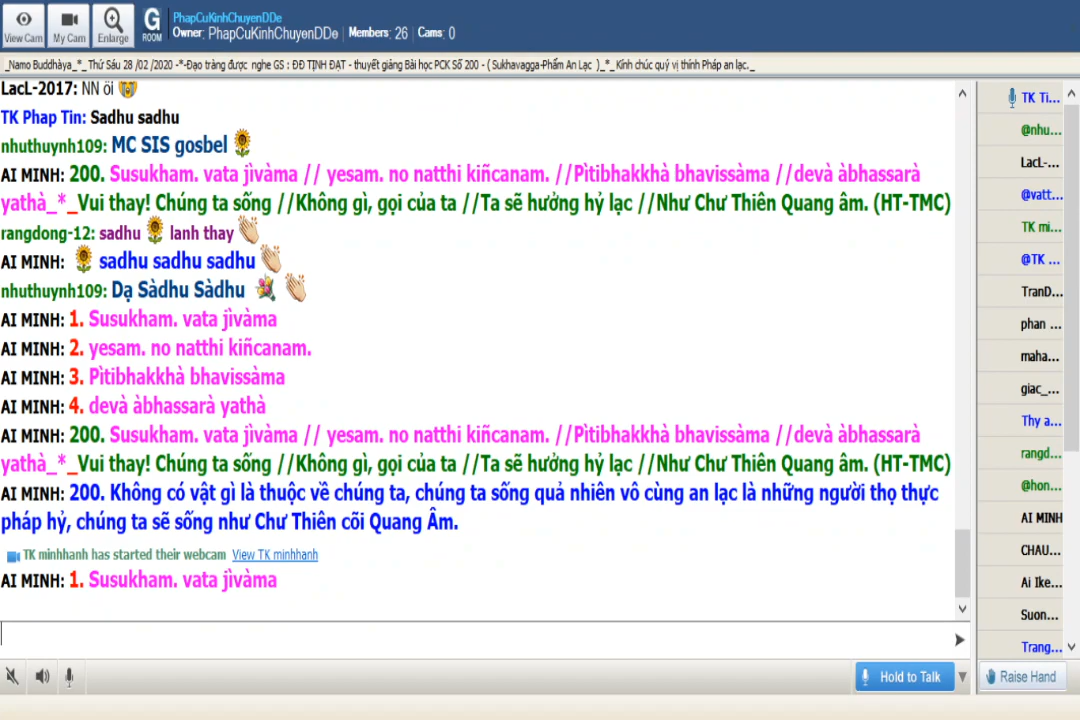 PhapCuKinhChuyenDDe
Owner: PhapCuKinhChuyenDDe Members: 26 Cams: 0
View Cam My Cam Enlarge G ROOM
_Namo Buddhàya_*_ Thứ Sáu 28 /02 /2020 -*-Đạo tràng được nghe GS : ĐĐ TỊNH ĐẠT - thuyết giảng Bài học PCK Số 200 - ( Sukhavagga-Phẩm An Lạc )_*_ Kính chúc quý vị thính Pháp an lạc._
LacL-2017: NN ôi
TK Phap Tin: Sadhu sadhu
nhuthuynh109: MC SIS gosbel
AI MINH: 200. Susukham. vata jìvàma // yesam. no natthi kiñcanam. //Pìtibhakkhà bhavissàma //devà àbhassarà
yathà_*_Vui thay! Chúng ta sống //Không gì, gọi của ta //Ta sẽ hưởng hỷ lạc //Như Chư Thiên Quang âm. (HT-TMC)
rangdong-12: sadhu lanh thay
AI MINH: sadhu sadhu sadhu
nhuthuynh109: Dạ Sàdhu Sàdhu
AI MINH: 1. Susukham. vata jìvàma
AI MINH: 2. yesam. no natthi kiñcanam.
AI MINH: 3. Pìtibhakkhà bhavissàma
AI MINH: 4. devà àbhassarà yathà
AI MINH: 200. Susukham. vata jìvàma // yesam. no natthi kiñcanam. //Pìtibhakkhà bhavissàma //devà àbhassarà
yathà_*_Vui thay! Chúng ta sống //Không gì, gọi của ta //Ta sẽ hưởng hỷ lạc //Như Chư Thiên Quang âm. (HT-TMC)
AI MINH: 200. Không có vật gì là thuộc về chúng ta, chúng ta sống quả nhiên vô cùng an lạc là những người thọ thực
pháp hỷ, chúng ta sẽ sống như Chư Thiên cõi Quang Âm.
TK minhhanh has started their webcam View TK minhhanh
AI MINH: 1. Susukham. vata jìvàma
TK Ti...
@nhu...
LacL-...
@vatt...
TK mi...
@TK ...
TranD...
phan ...
maha...
giac_...
Thy a...
rangd...
@hon...
AI MINH
CHAU...
Ai Ike...
Suon...
Trang...
Hold to Talk
Raise Hand